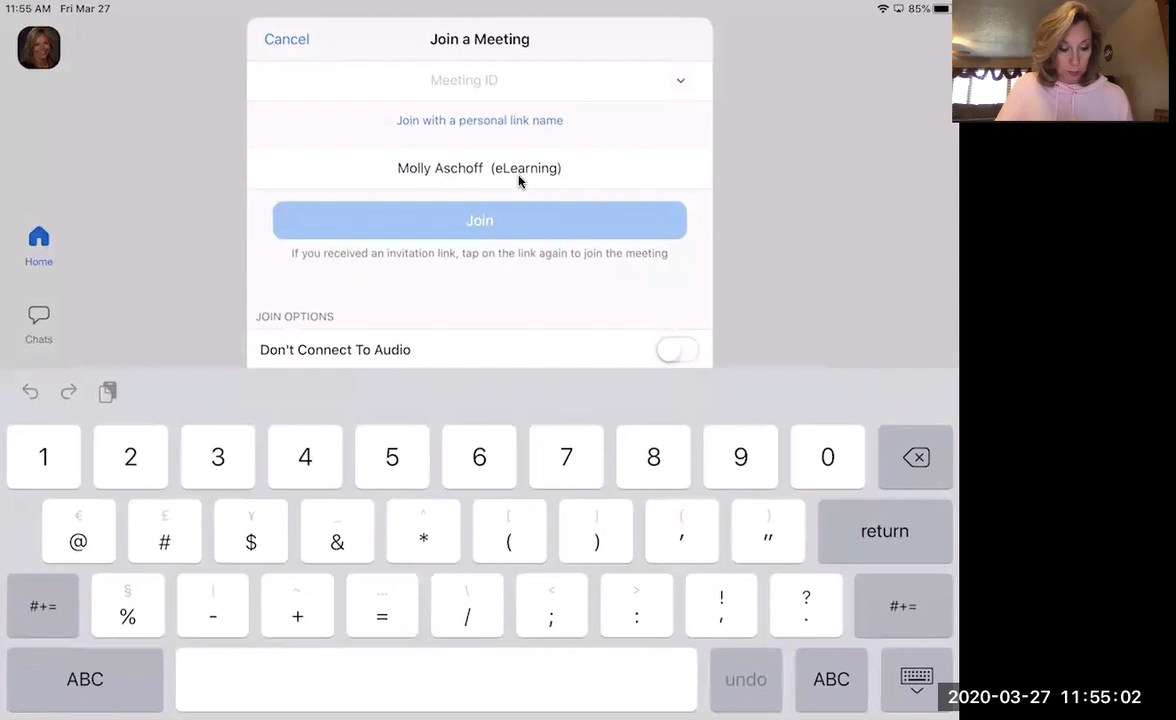 11:55 AM Fri Mar 27
85%
Cancel
Join a Meeting
Meeting ID
Join with a personal link name
Molly Aschoff (eLearning)
Join
If you received an invitation link, tap on the link again to join the meeting
Home
Chats
JOIN OPTIONS
Don't Connect To Audio
1 2 3 4 5 6 7 8 9 0
€ £ ¥ _ ^ [ ] { }
@ # $ & * ( ) ' "
return
§ | ~ … \ < > ! ?
#+= % - + = / ; : , . #+=
ABC undo ABC
2020-03-27 11:55:02